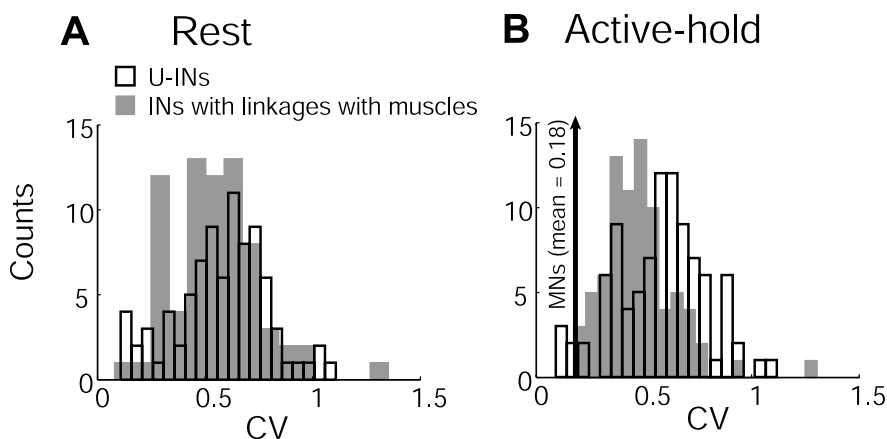 A Rest
U-INs
INs with linkages with muscles
Counts
15
10
5
0
0 0.5 1 1.5
CV
B Active-hold
MNs (mean = 0.18)
15
10
5
0
0 0.5 1 1.5
CV